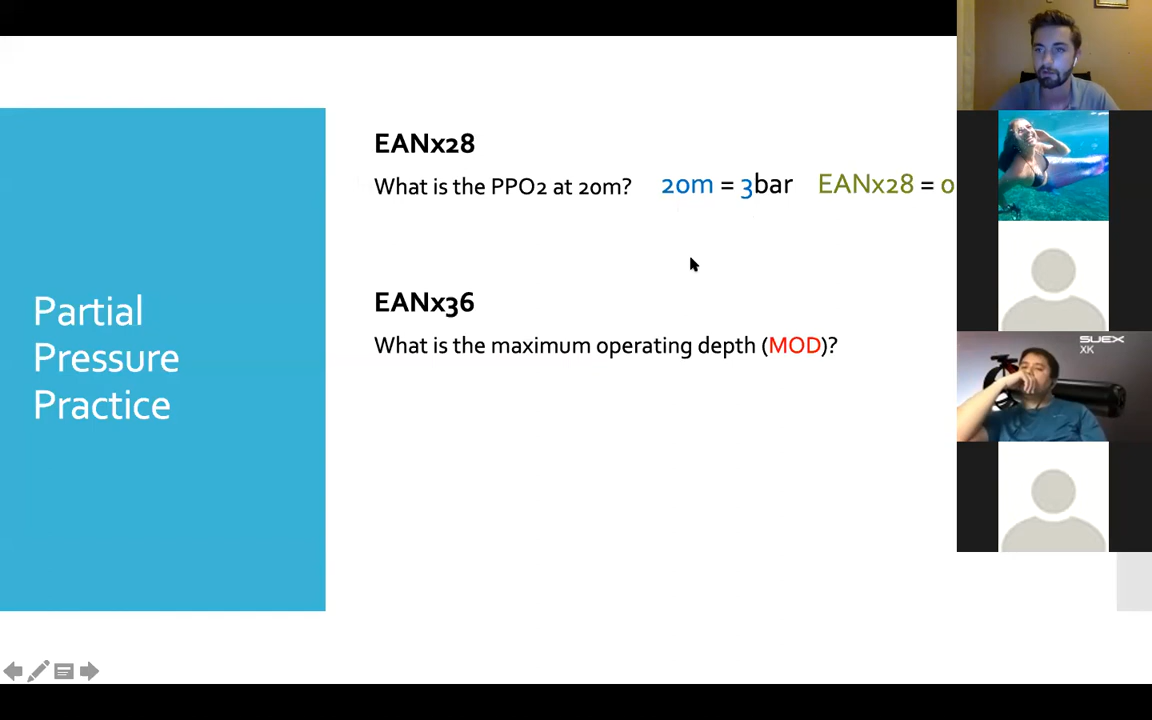 EANx28
What is the PPO2 at 20m? 20m = 3bar EANx28 = 0
EANx36
What is the maximum operating depth (MOD)?
Partial
Pressure
Practice
SUEX
XK